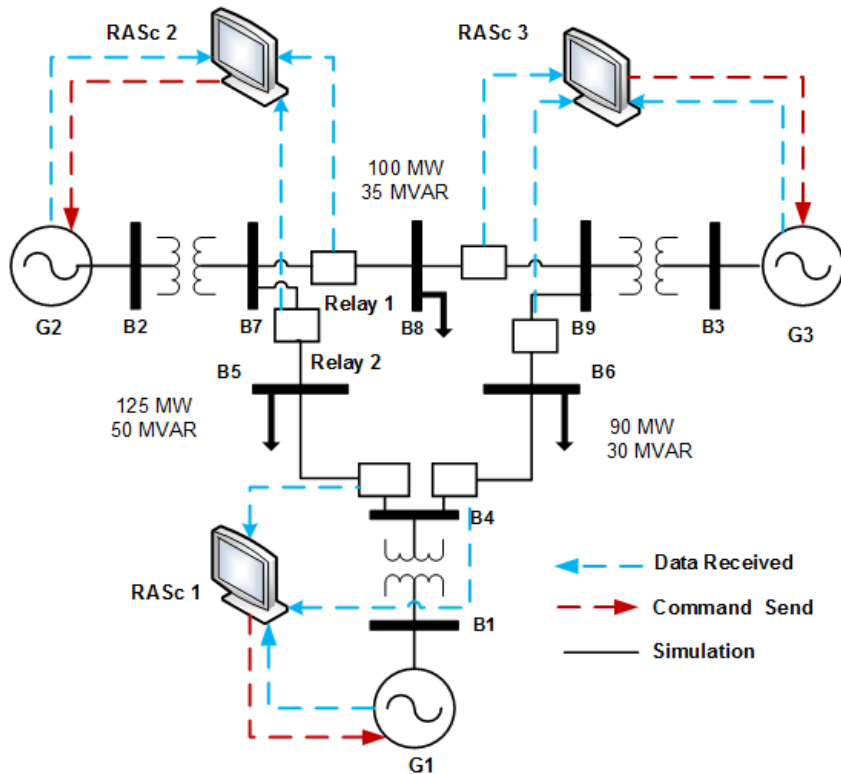 RASc 2
RASc 3
100 MW
35 MVAR
G2
B2
B7
Relay 1
B8
B9
B3
G3
Relay 2
B5
B6
125 MW
50 MVAR
90 MW
30 MVAR
B4
RASc 1
B1
G1
Data Received
Command Send
Simulation